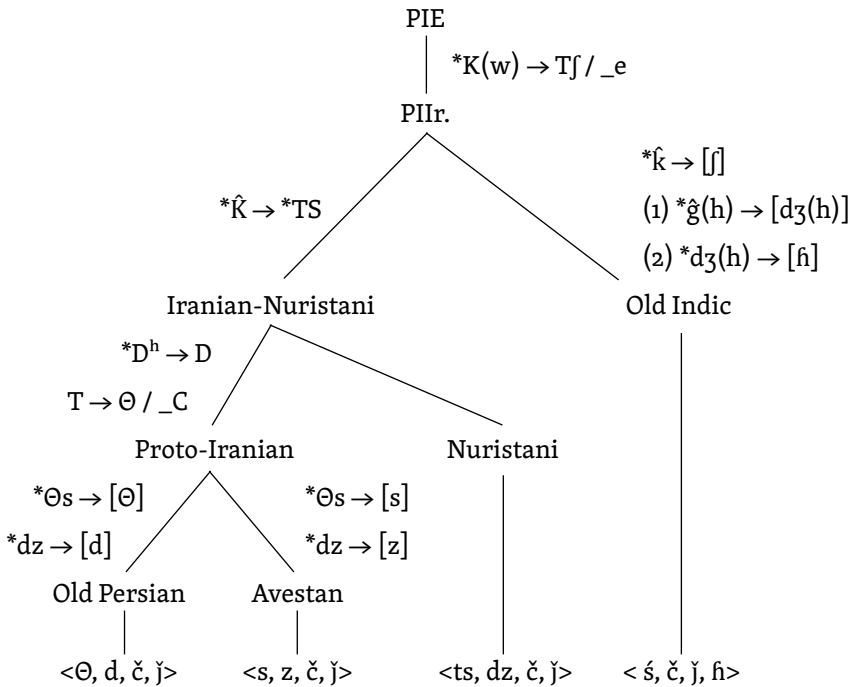 PIE
*K(w) → Tʃ / _e
PIIr.
*k̂ → [ʃ]
*K̂ → *TS
(1) *ĝ(h) → [dʒ(h)]
(2) *dʒ(h) → [ɦ]
Iranian-Nuristani
Old Indic
*Dʰ → D
T → Θ / _C
Proto-Iranian
Nuristani
*Θs → [Θ]
*Θs → [s]
*dz → [d]
*dz → [z]
Old Persian
Avestan
<Θ, d, č, ǰ>
<s, z, č, ǰ>
<ts, dz, č, ǰ>
< ś, č, ǰ, ɦ>